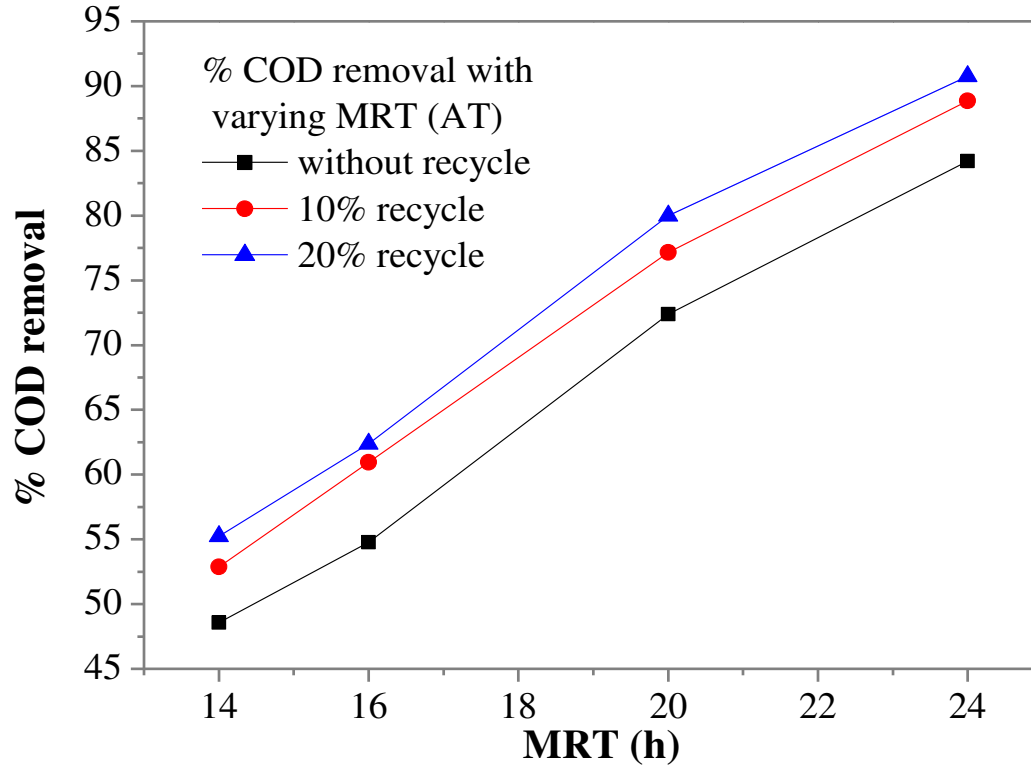 95
90
85
80
75
70
65
60
55
50
45
% COD removal
% COD removal with
varying MRT (AT)
without recycle
10% recycle
20% recycle
14 16 18 20 22 24
MRT (h)